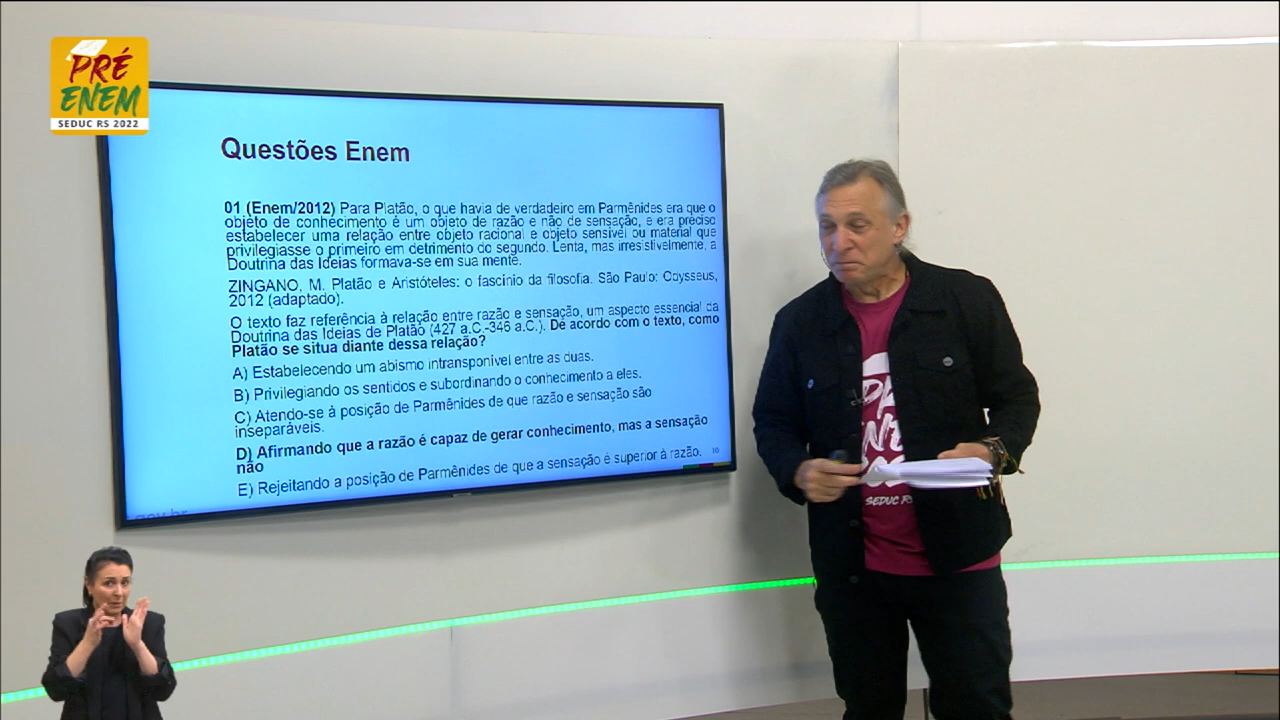 PRÉ
ENEM
SEDUC RS 2022
Questões Enem
01 (Enem/2012) Para Platão, o que havia de verdadeiro em Parmênides era que o
objeto de conhecimento é um objeto de razão e não de sensação, e era preciso
estabelecer uma relação entre objeto racional e objeto sensível ou material que
privilegiasse o primeiro em detrimento do segundo. Lenta, mas irresistivelmente, a
Doutrina das Ideias formava-se em sua mente.
ZINGANO, M. Platão e Aristóteles: o fascínio da filosofia. São Paulo: Odysseus,
2012 (adaptado).
O texto faz referência à relação entre razão e sensação, um aspecto essencial da
Doutrina das Ideias de Platão (427 a.C.-346 a.C.). De acordo com o texto, como
Platão se situa diante dessa relação?
A) Estabelecendo um abismo intransponível entre as duas.
B) Privilegiando os sentidos e subordinando o conhecimento a eles.
C) Atendo-se à posição de Parmênides de que razão e sensação são
inseparáveis.
D) Afirmando que a razão é capaz de gerar conhecimento, mas a sensação
não
E) Rejeitando a posição de Parmênides de que a sensação é superior à razão.
10
SEDUC RS